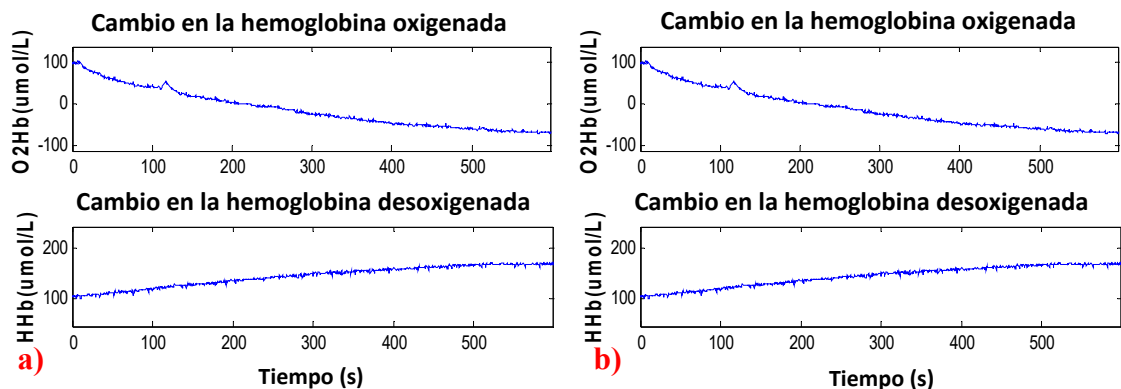 Cambio en la hemoglobina oxigenada
O2Hb(umol/L)
100
0
-100
0 100 200 300 400 500
Cambio en la hemoglobina desoxigenada
HHb(umol/L)
200
100
0 100 200 300 400 500
a)
Tiempo (s)
Cambio en la hemoglobina oxigenada
O2Hb(umol/L)
100
0
-100
0 100 200 300 400 500
Cambio en la hemoglobina desoxigenada
HHb(umol/L)
200
100
0 100 200 300 400 500
b)
Tiempo (s)